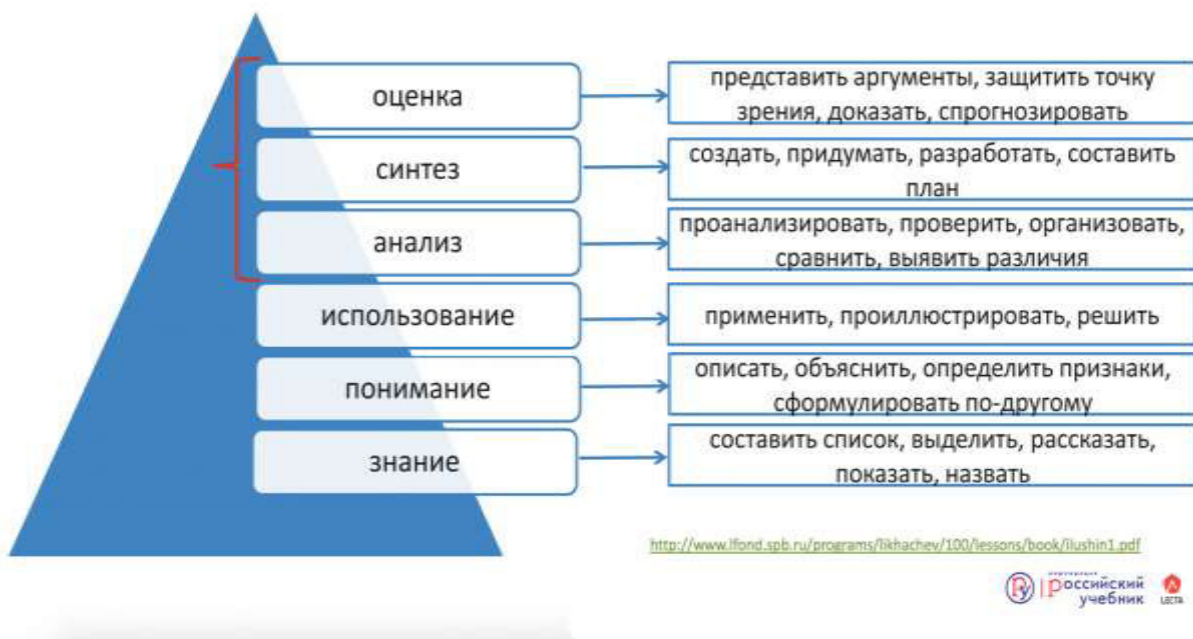 оценка
представить аргументы, защитить точку
зрения, доказать, спрогнозировать
синтез
создать, придумать, разработать, составить
план
анализ
проанализировать, проверить, организовать,
сравнить, выявить различия
использование
применить, проиллюстрировать, решить
понимание
описать, объяснить, определить признаки,
сформулировать по-другому
знание
составить список, выделить, рассказать,
показать, назвать
http://www.lfond.spb.ru/programs/likhachev/100/lessons/book/ilushin1.pdf
российский
учебник
LECTA